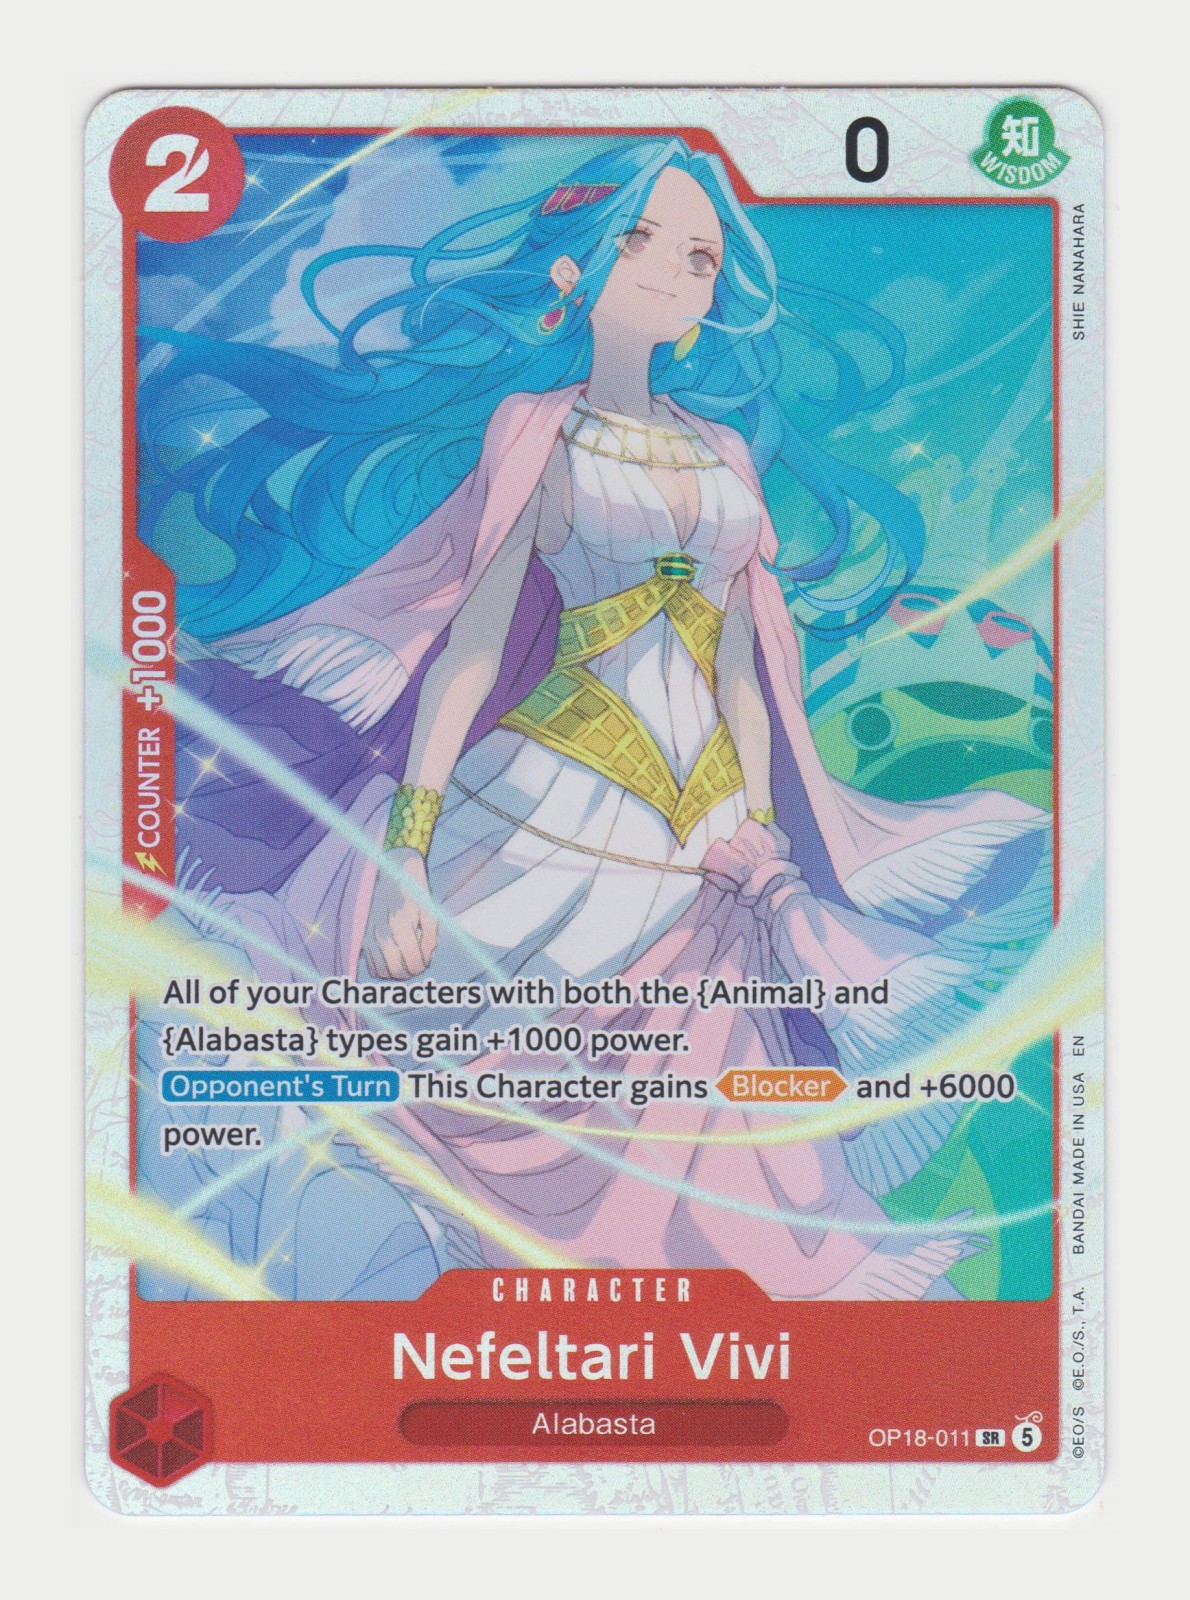 2
0
知
WISDOM
SHIE NANAHARA
COUNTER +1000
All of your Characters with both the {Animal} and
{Alabasta} types gain +1000 power.
Opponent's Turn This Character gains Blocker and +6000
power.
CHARACTER
Nefeltari Vivi
Alabasta
OP18-011 SR 5
©EO/S ©E.O./S., T.A. BANDAI MADE IN USA EN